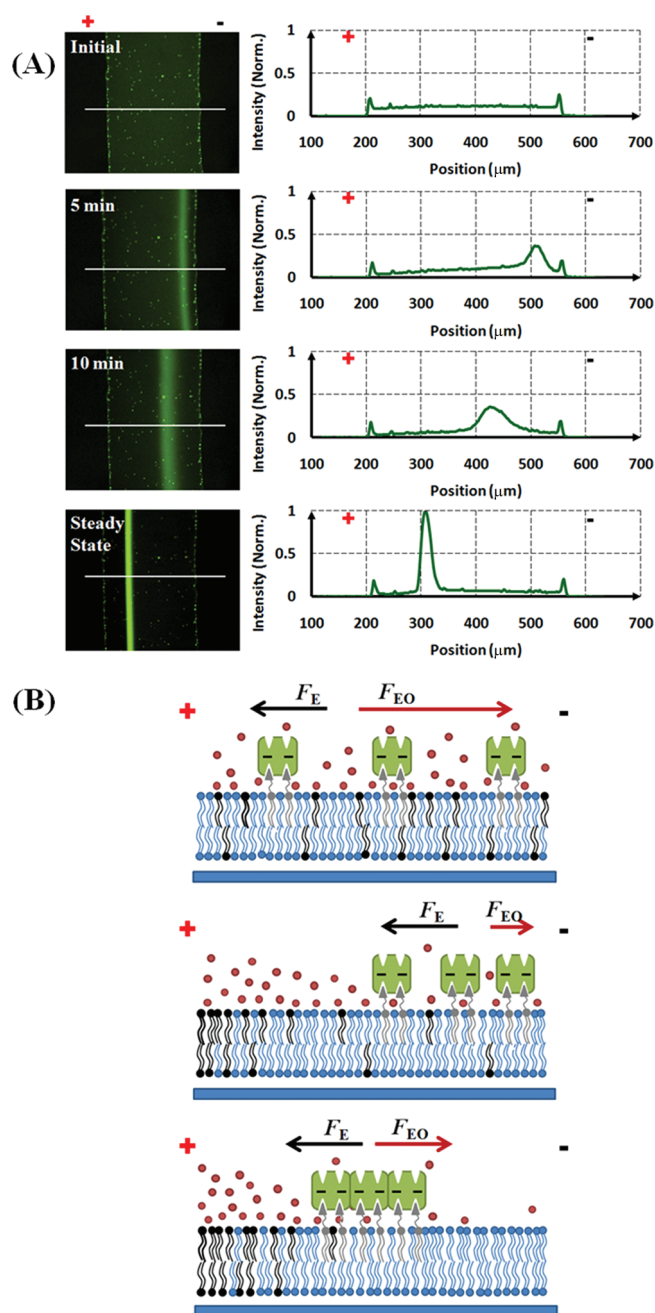 (A)
+ -
Initial
Intensity (Norm.)
1
0.5
0
+ -
100 200 300 400 500 600 700
Position (μm)
5 min
Intensity (Norm.)
1
0.5
0
+ -
100 200 300 400 500 600 700
Position (μm)
10 min
Intensity (Norm.)
1
0.5
0
+ -
100 200 300 400 500 600 700
Position (μm)
Steady
State
Intensity (Norm.)
1
0.5
0
+ -
100 200 300 400 500 600 700
Position (μm)
(B)
+ FE FEO -
- - - - - -
+ FE FEO -
- - - - - -
+ FE FEO -
- - - - - -